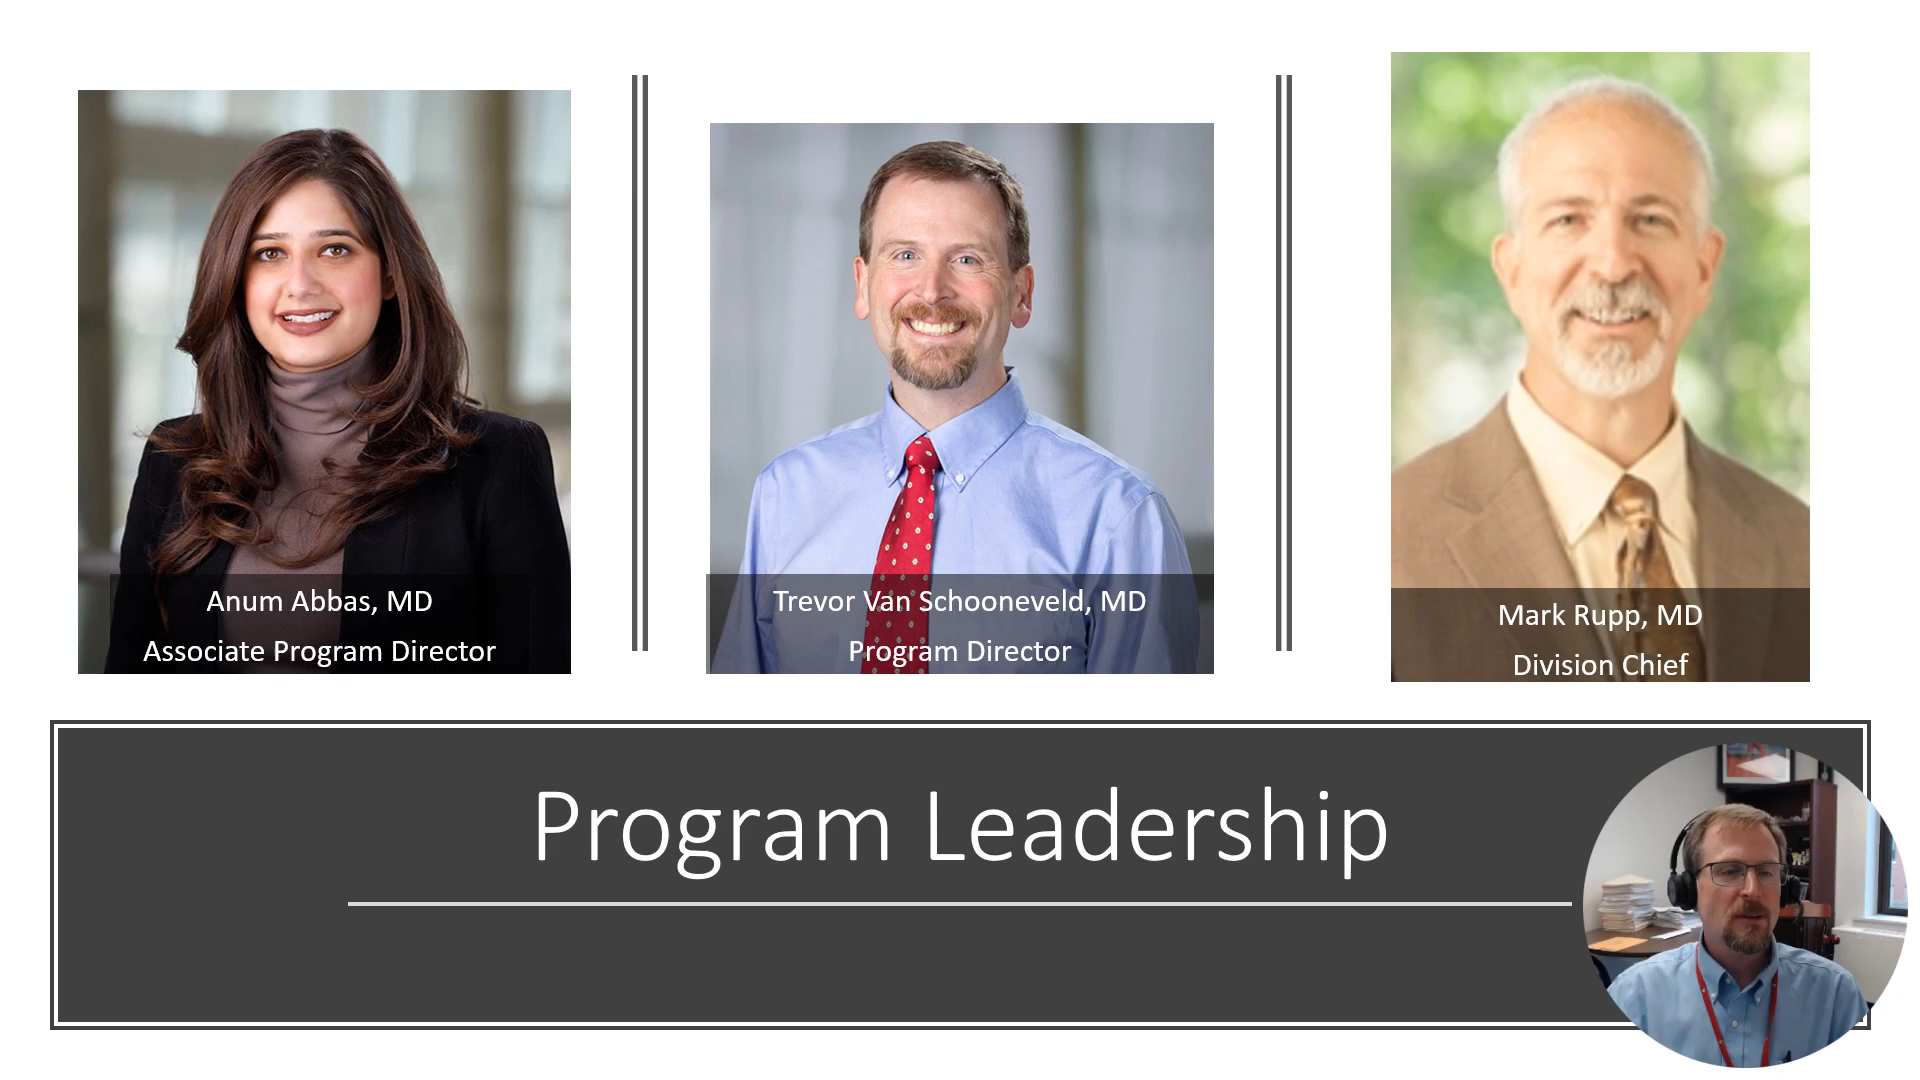 Anum Abbas, MD
Associate Program Director
Trevor Van Schooneveld, MD
Program Director
Mark Rupp, MD
Division Chief
Program Leadership